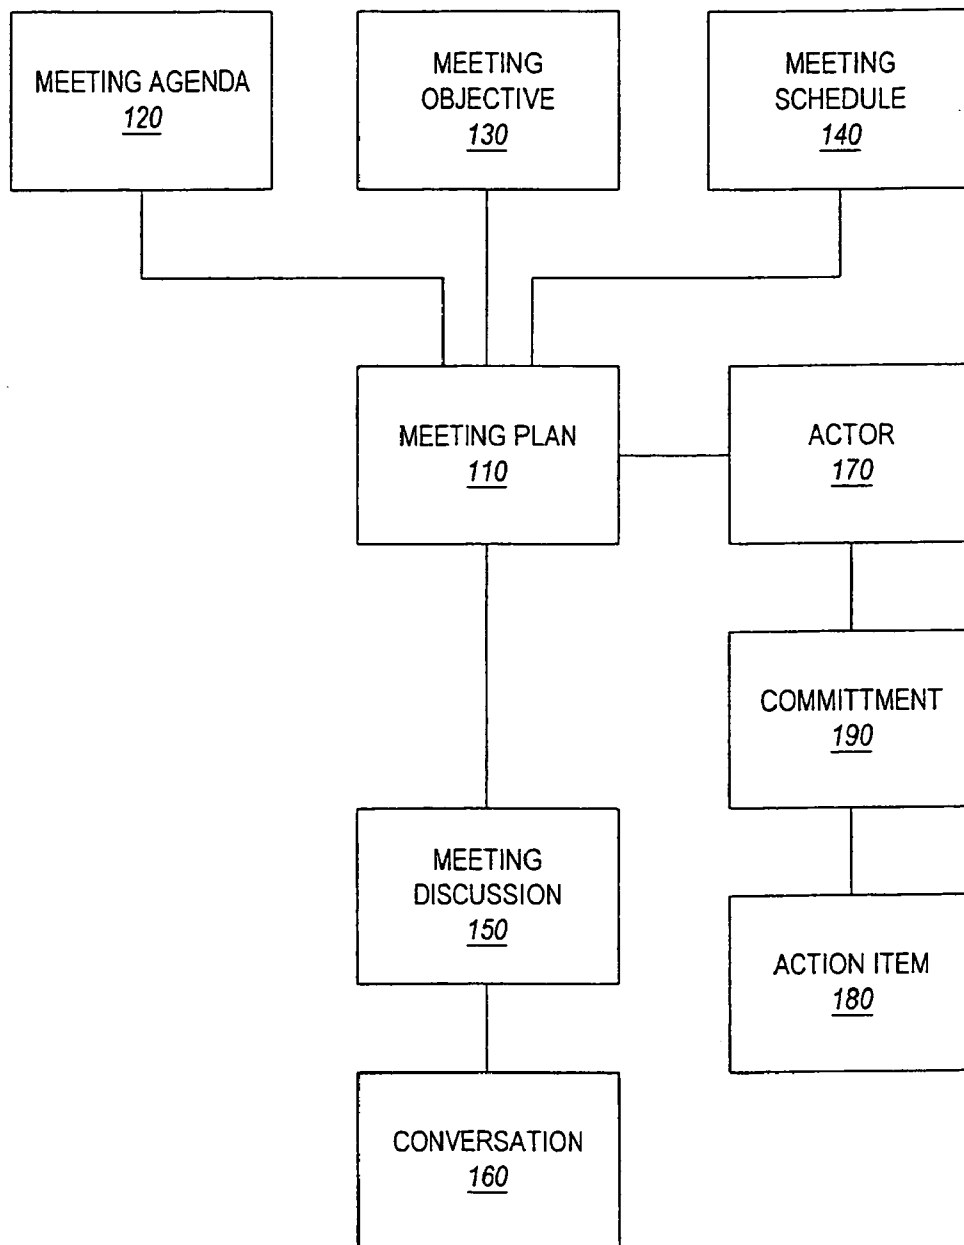 MEETING AGENDA
120
MEETING
OBJECTIVE
130
MEETING
SCHEDULE
140
MEETING PLAN
110
ACTOR
170
COMMITTMENT
190
MEETING
DISCUSSION
150
ACTION ITEM
180
CONVERSATION
160